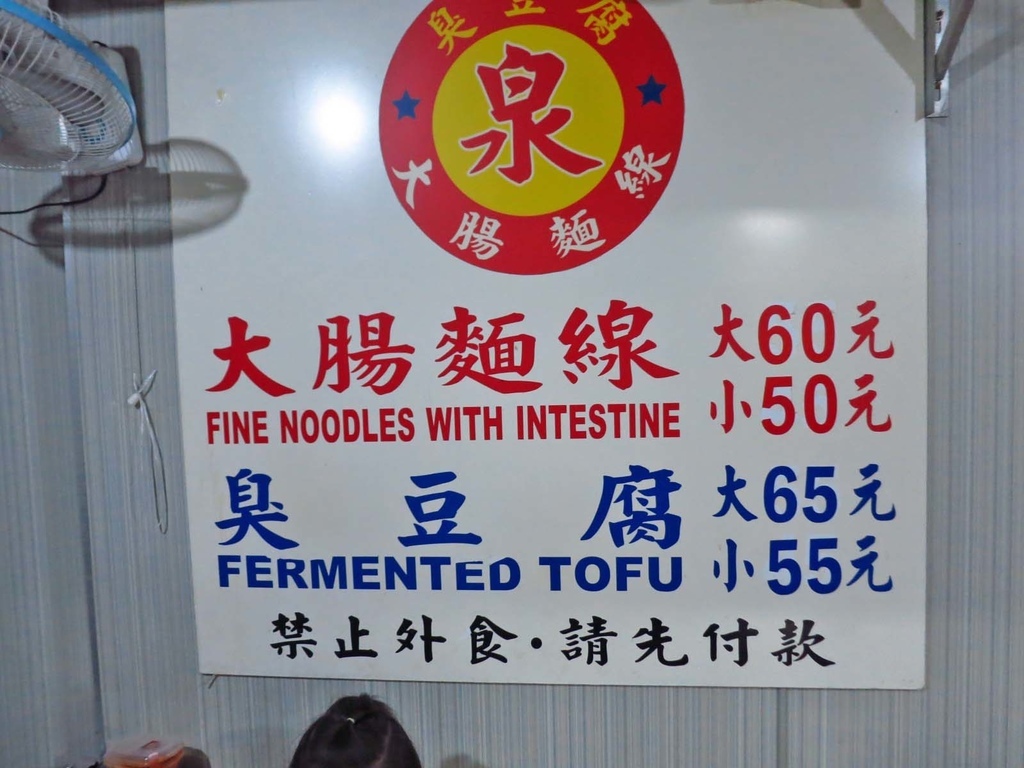 臭豆腐
泉
大腸麵線
大腸麵線 大60元
FINE NOODLES WITH INTESTINE 小50元
臭豆腐 大65元
FERMENTED TOFU 小55元
禁止外食·請先付款